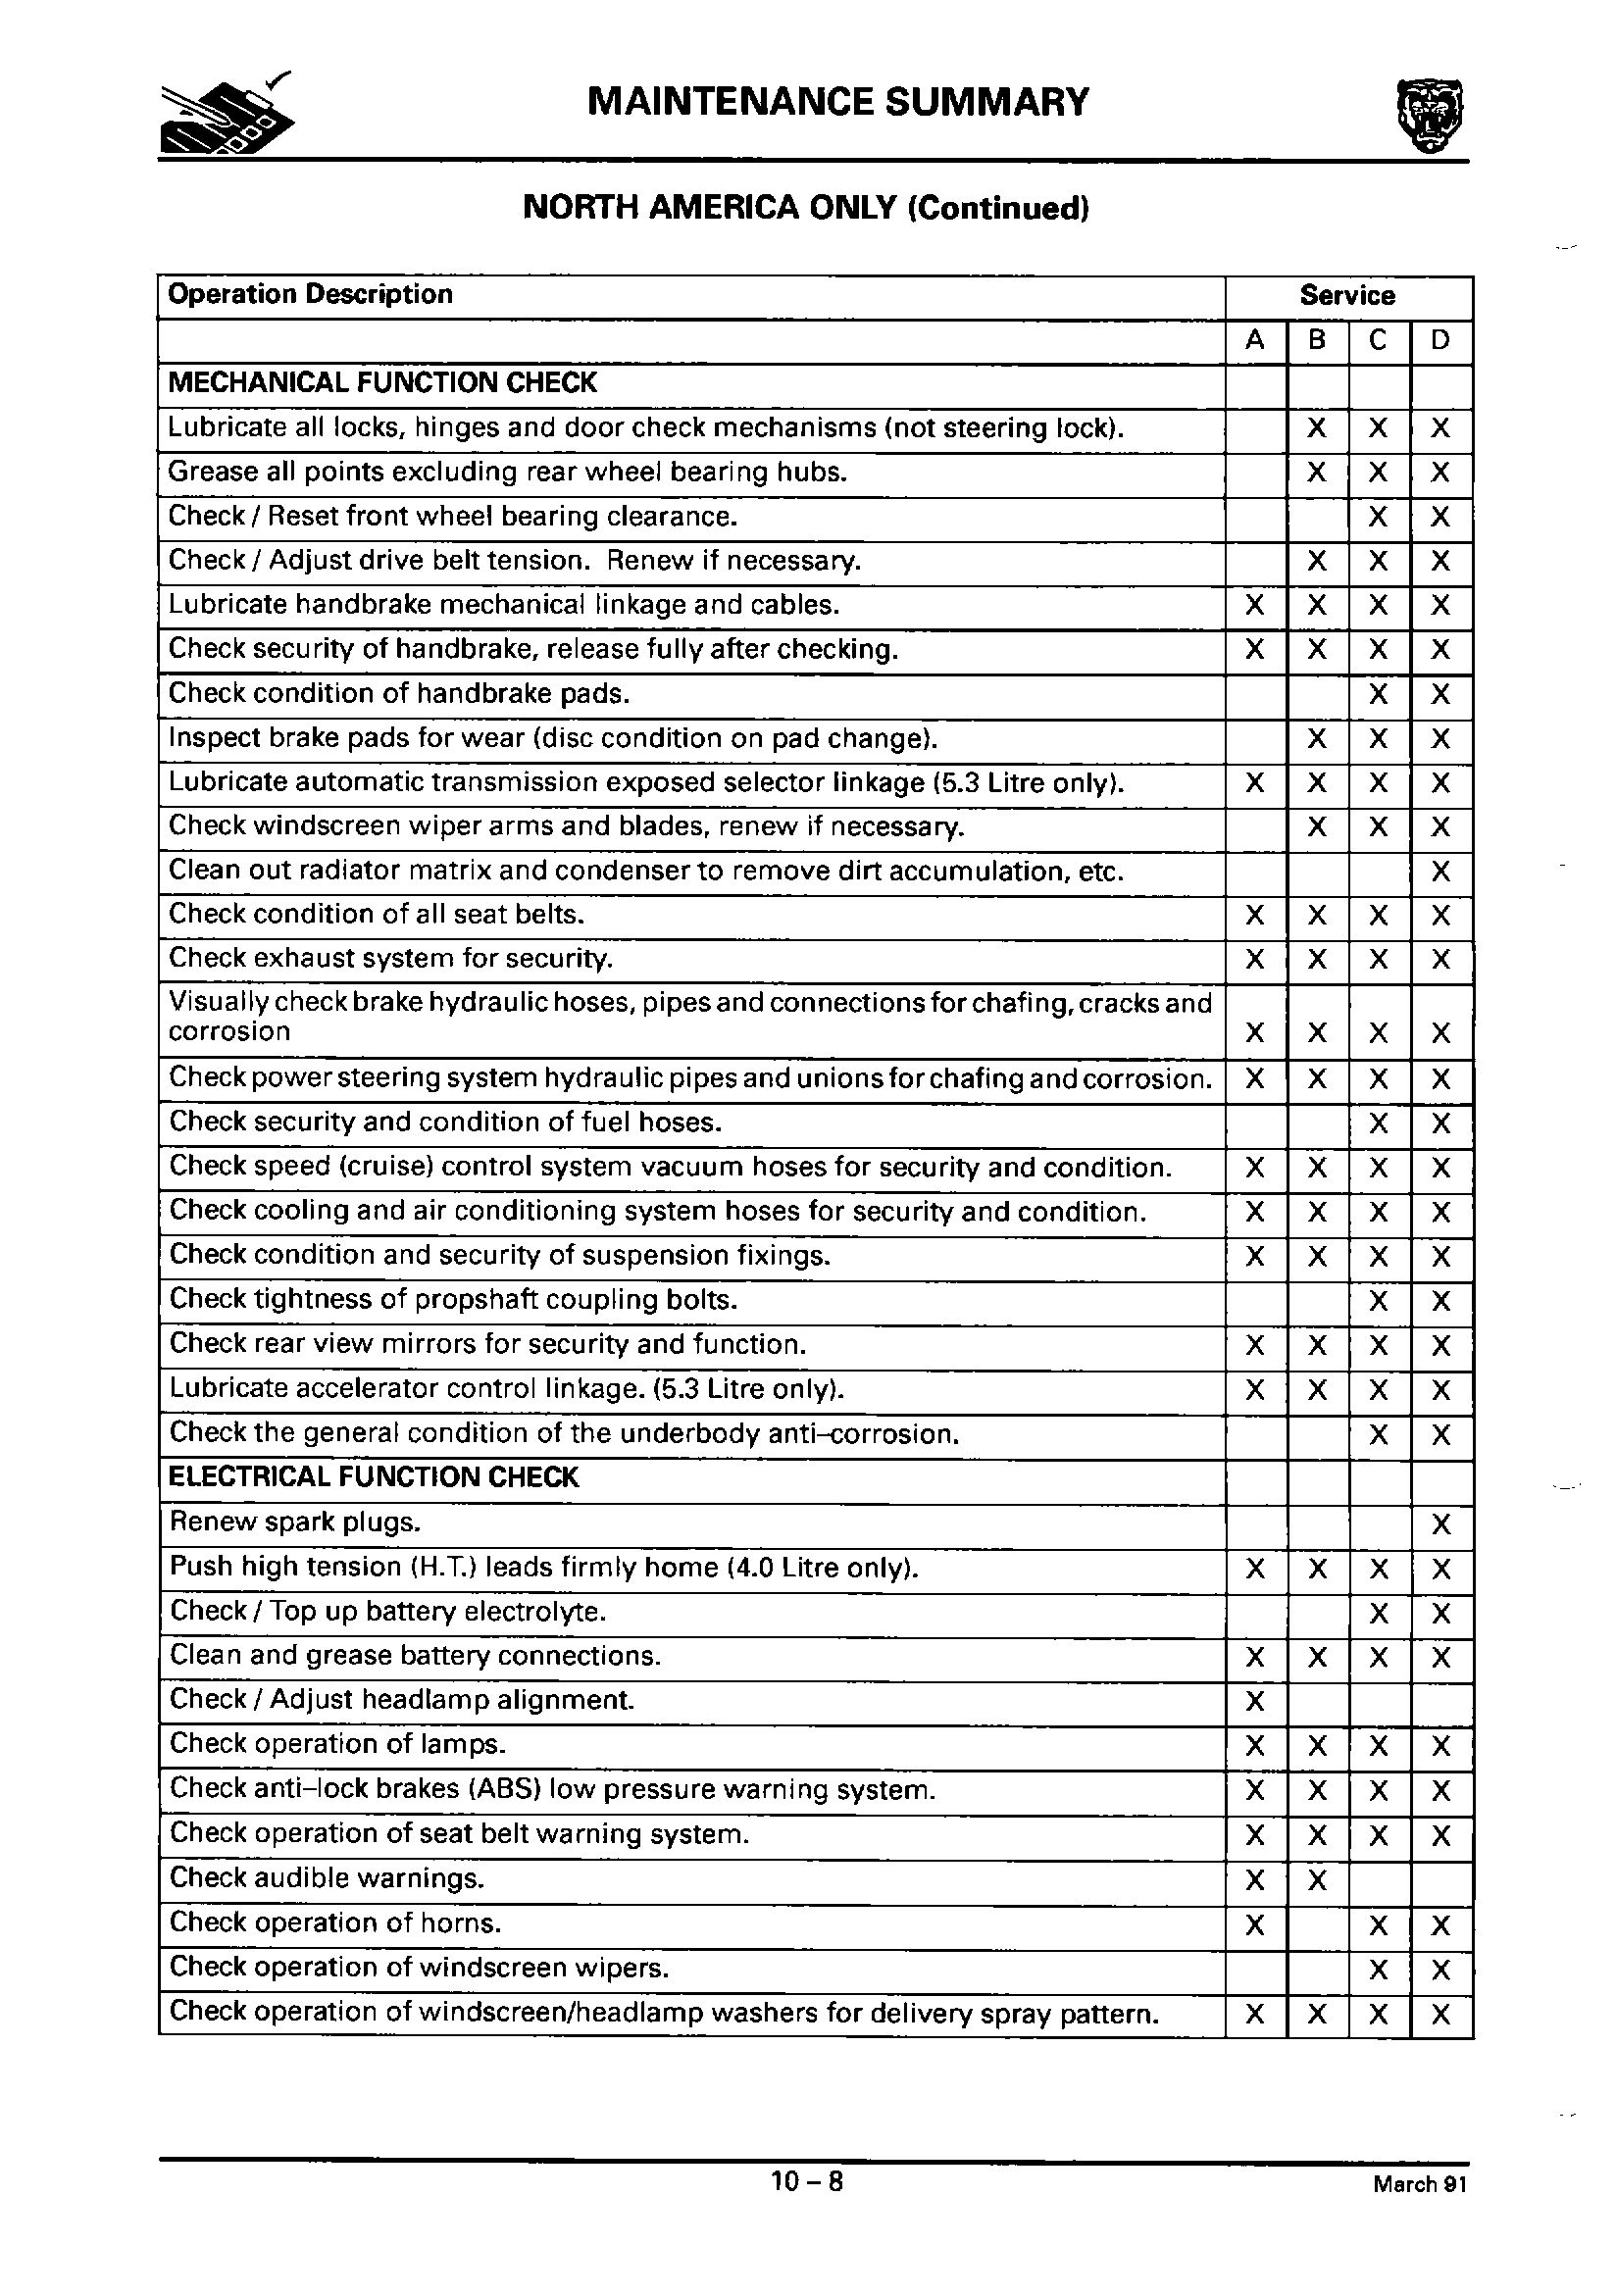 MAINTENANCE SUMMARY
NORTH AMERICA ONLY (Continued)
Operation Description Service
A B C D
MECHANICAL FUNCTION CHECK
Lubricate all locks, hinges and door check mechanisms (not steering lock). X X X
Grease all points excluding rear wheel bearing hubs. X X X
Check / Reset front wheel bearing clearance. X X
Check / Adjust drive belt tension. Renew if necessary. X X X
Lubricate handbrake mechanical linkage and cables. X X X X
Check security of handbrake, release fully after checking. X X X X
Check condition of handbrake pads. X X
Inspect brake pads for wear (disc condition on pad change). X X X
Lubricate automatic transmission exposed selector linkage (5.3 Litre only). X X X X
Check windscreen wiper arms and blades, renew if necessary. X X X
Clean out radiator matrix and condenser to remove dirt accumulation, etc. X
Check condition of all seat belts. X X X X
Check exhaust system for security. X X X X
Visually check brake hydraulic hoses, pipes and connections for chafing, cracks and
corrosion X X X X
Check power steering system hydraulic pipes and unions for chafing and corrosion. X X X X
Check security and condition of fuel hoses. X X
Check speed (cruise) control system vacuum hoses for security and condition. X X X X
Check cooling and air conditioning system hoses for security and condition. X X X X
Check condition and security of suspension fixings. X X X X
Check tightness of propshaft coupling bolts. X X
Check rear view mirrors for security and function. X X X X
Lubricate accelerator control linkage. (5.3 Litre only). X X X X
Check the general condition of the underbody anti–corrosion. X X
ELECTRICAL FUNCTION CHECK
Renew spark plugs. X
Push high tension (H.T.) leads firmly home (4.0 Litre only). X X X X
Check / Top up battery electrolyte. X X
Clean and grease battery connections. X X X X
Check / Adjust headlamp alignment. X
Check operation of lamps. X X X X
Check anti–lock brakes (ABS) low pressure warning system. X X X X
Check operation of seat belt warning system. X X X X
Check audible warnings. X X
Check operation of horns. X X X
Check operation of windscreen wipers. X X
Check operation of windscreen/headlamp washers for delivery spray pattern. X X X X
10 – 8
March 91